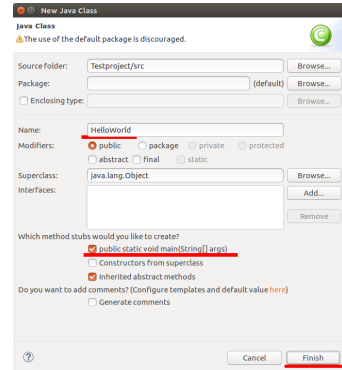 New Java Class
Java Class
The use of the default package is discouraged.
Source folder: Testproject/src Browse...
Package: (default) Browse...
Enclosing type: Browse...
Name: HelloWorld
Modifiers: public package private protected
abstract final static
Superclass: java.lang.Object Browse...
Interfaces: Add...
Remove
Which method stubs would you like to create?
public static void main(String[] args)
Constructors from superclass
Inherited abstract methods
Do you want to add comments? (Configure templates and default value here)
Generate comments
? Cancel Finish